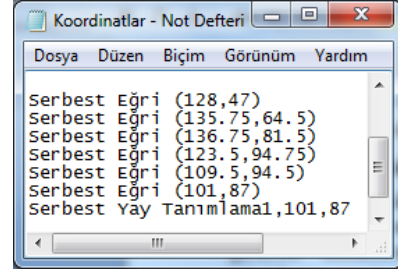 Koordinatlar - Not Defteri
Dosya Düzen Biçim Görünüm Yardım
Serbest Eğri (128,47)
Serbest Eğri (135.75,64.5)
Serbest Eğri (136.75,81.5)
Serbest Eğri (123.5,94.75)
Serbest Eğri (109.5,94.5)
Serbest Eğri (101,87)
Serbest Yay Tanımlama1,101,87